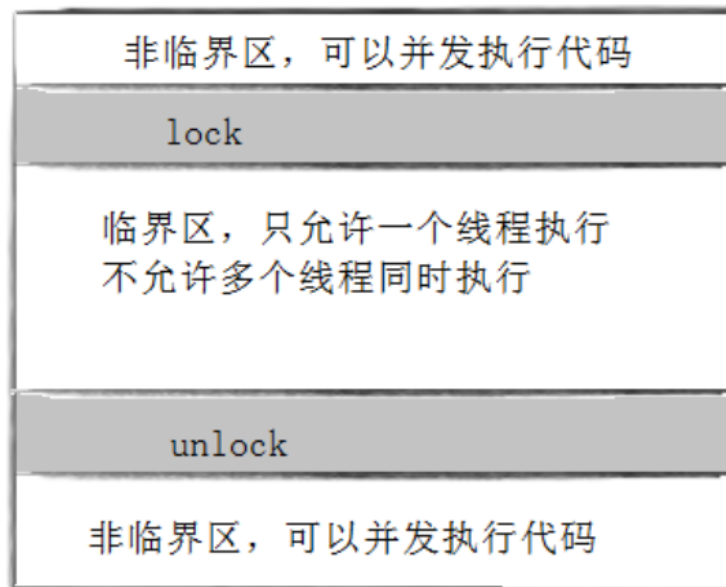 非临界区，可以并发执行代码
lock
临界区，只允许一个线程执行
不允许多个线程同时执行
unlock
非临界区，可以并发执行代码